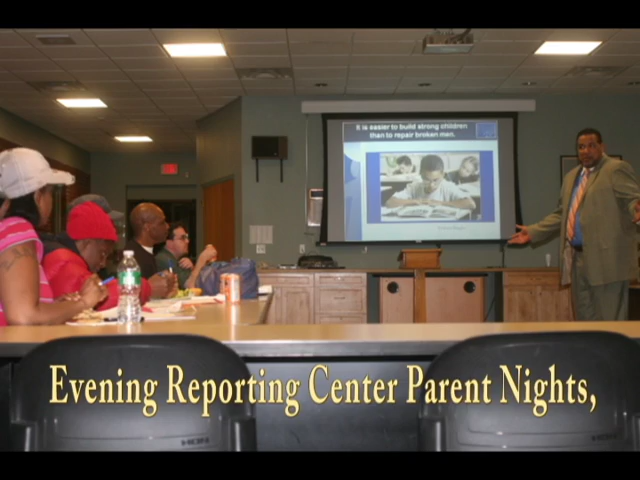 It is easier to build strong children
than to repair broken men.
Evening Reporting Center Parent Nights,